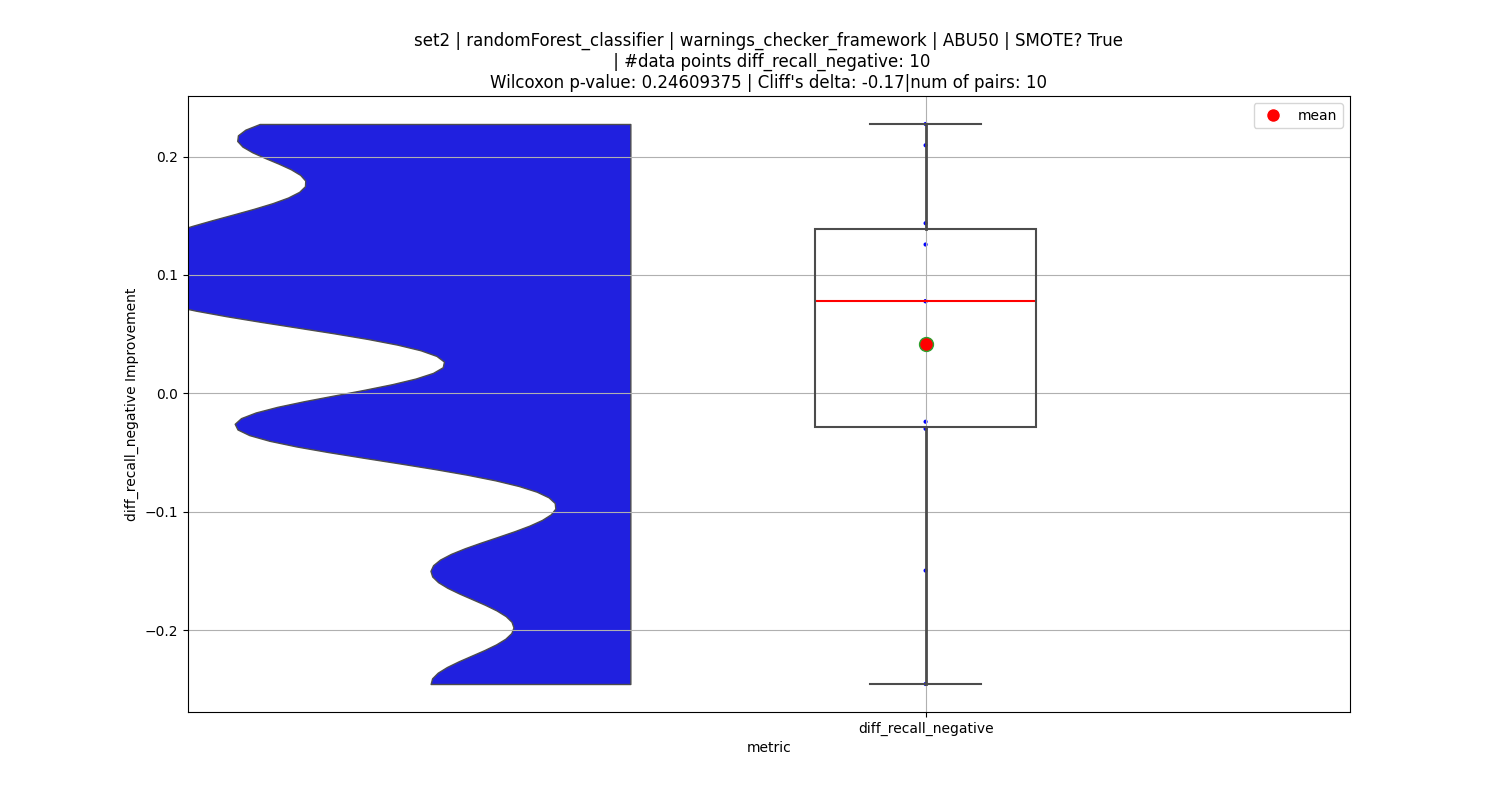 set2 | randomForest_classifier | warnings_checker_framework | ABU50 | SMOTE? True
| #data points diff_recall_negative: 10
Wilcoxon p-value: 0.24609375 | Cliff's delta: -0.17|num of pairs: 10
mean
0.2
0.1
0.0
−0.1
−0.2
diff_recall_negative Improvement
diff_recall_negative
metric